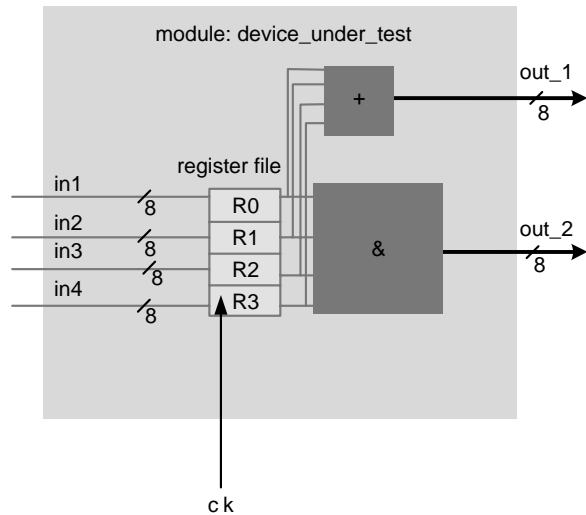 module: device_under_test
out_1
+
8
register file
in1
8
R0
in2
8
R1
out_2
in3
8
R2
&
8
in4
8
R3
c k